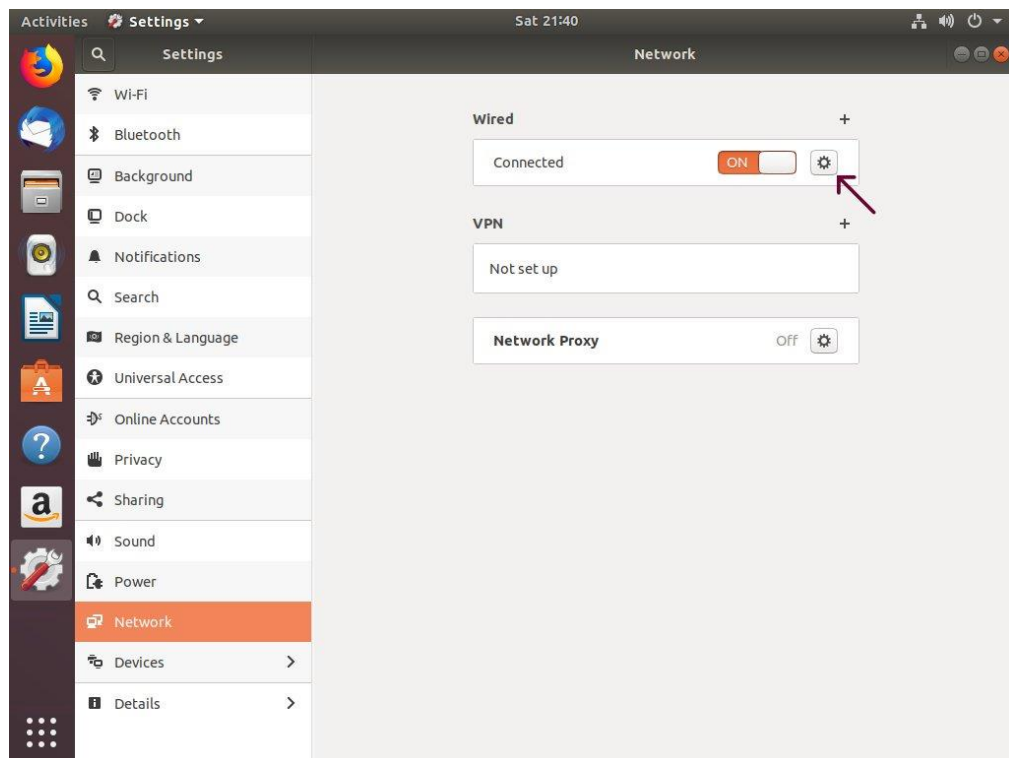 Activities Settings Sat 21:40
Settings Network
Wi-Fi
Bluetooth
Background
Dock
Notifications
Search
Region & Language
Universal Access
Online Accounts
Privacy
Sharing
Sound
Power
Network
Devices
Details
Wired +
Connected ON
VPN +
Not set up
Network Proxy Off